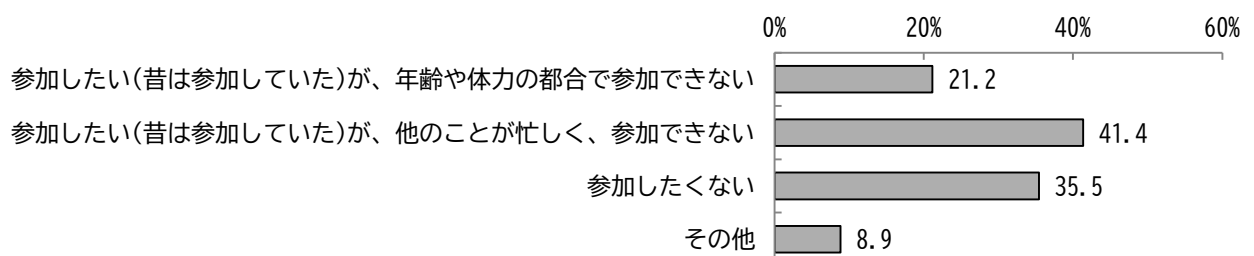 0% 20% 40% 60%
参加したい(昔は参加していた)が、年齢や体力の都合で参加できない 21.2
参加したい(昔は参加していた)が、他のことが忙しく、参加できない 41.4
参加したくない 35.5
その他 8.9